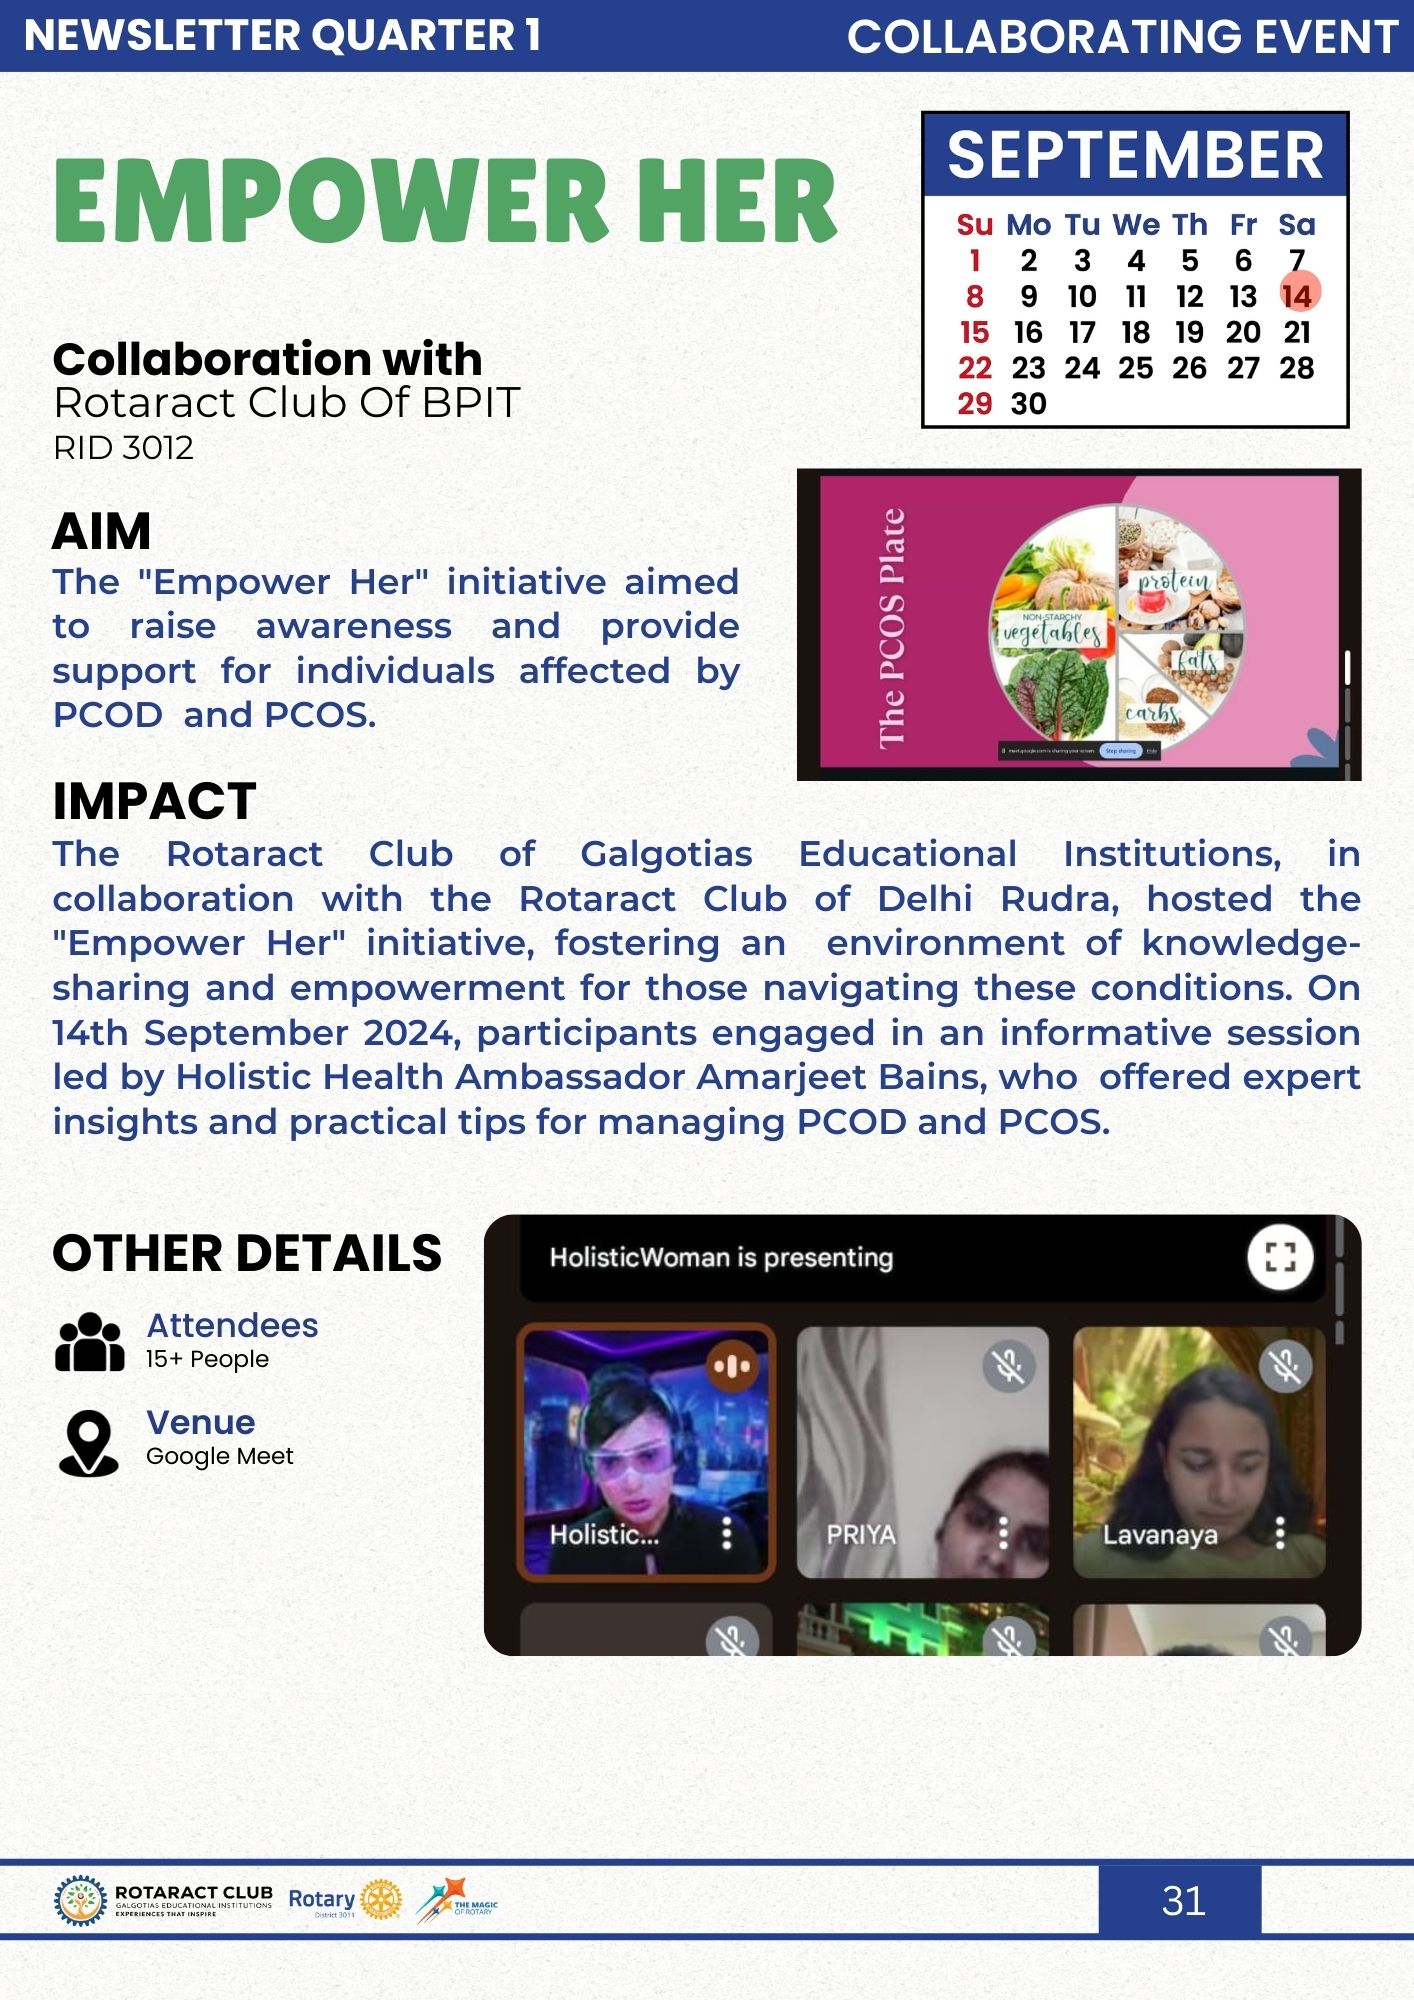 NEWSLETTER QUARTER 1
COLLABORATING EVENT
EMPOWER HER
SEPTEMBER
Su Mo Tu We Th Fr Sa
1 2 3 4 5 6 7
8 9 10 11 12 13 14
15 16 17 18 19 20 21
22 23 24 25 26 27 28
29 30
Collaboration with
Rotaract Club Of BPIT
RID 3012
AIM
The "Empower Her" initiative aimed
to raise awareness and provide
support for individuals affected by
PCOD and PCOS.
The PCOS Plate
NON-STARCHY
vegetables
protein
fats
carbs
meet.google.com is sharing your screen.
Stop sharing
Hide
IMPACT
The Rotaract Club of Galgotias Educational Institutions, in
collaboration with the Rotaract Club of Delhi Rudra, hosted the
"Empower Her" initiative, fostering an environment of knowledge-
sharing and empowerment for those navigating these conditions. On
14th September 2024, participants engaged in an informative session
led by Holistic Health Ambassador Amarjeet Bains, who offered expert
insights and practical tips for managing PCOD and PCOS.
OTHER DETAILS
Attendees
15+ People
Venue
Google Meet
HolisticWoman is presenting
Holistic...
PRIYA
Lavanaya
ROTARACT CLUB
GALGOTIAS EDUCATIONAL INSTITUTIONS
EXPERIENCES THAT INSPIRE
Rotary
District 3011
THE MAGIC
OF ROTARY
31